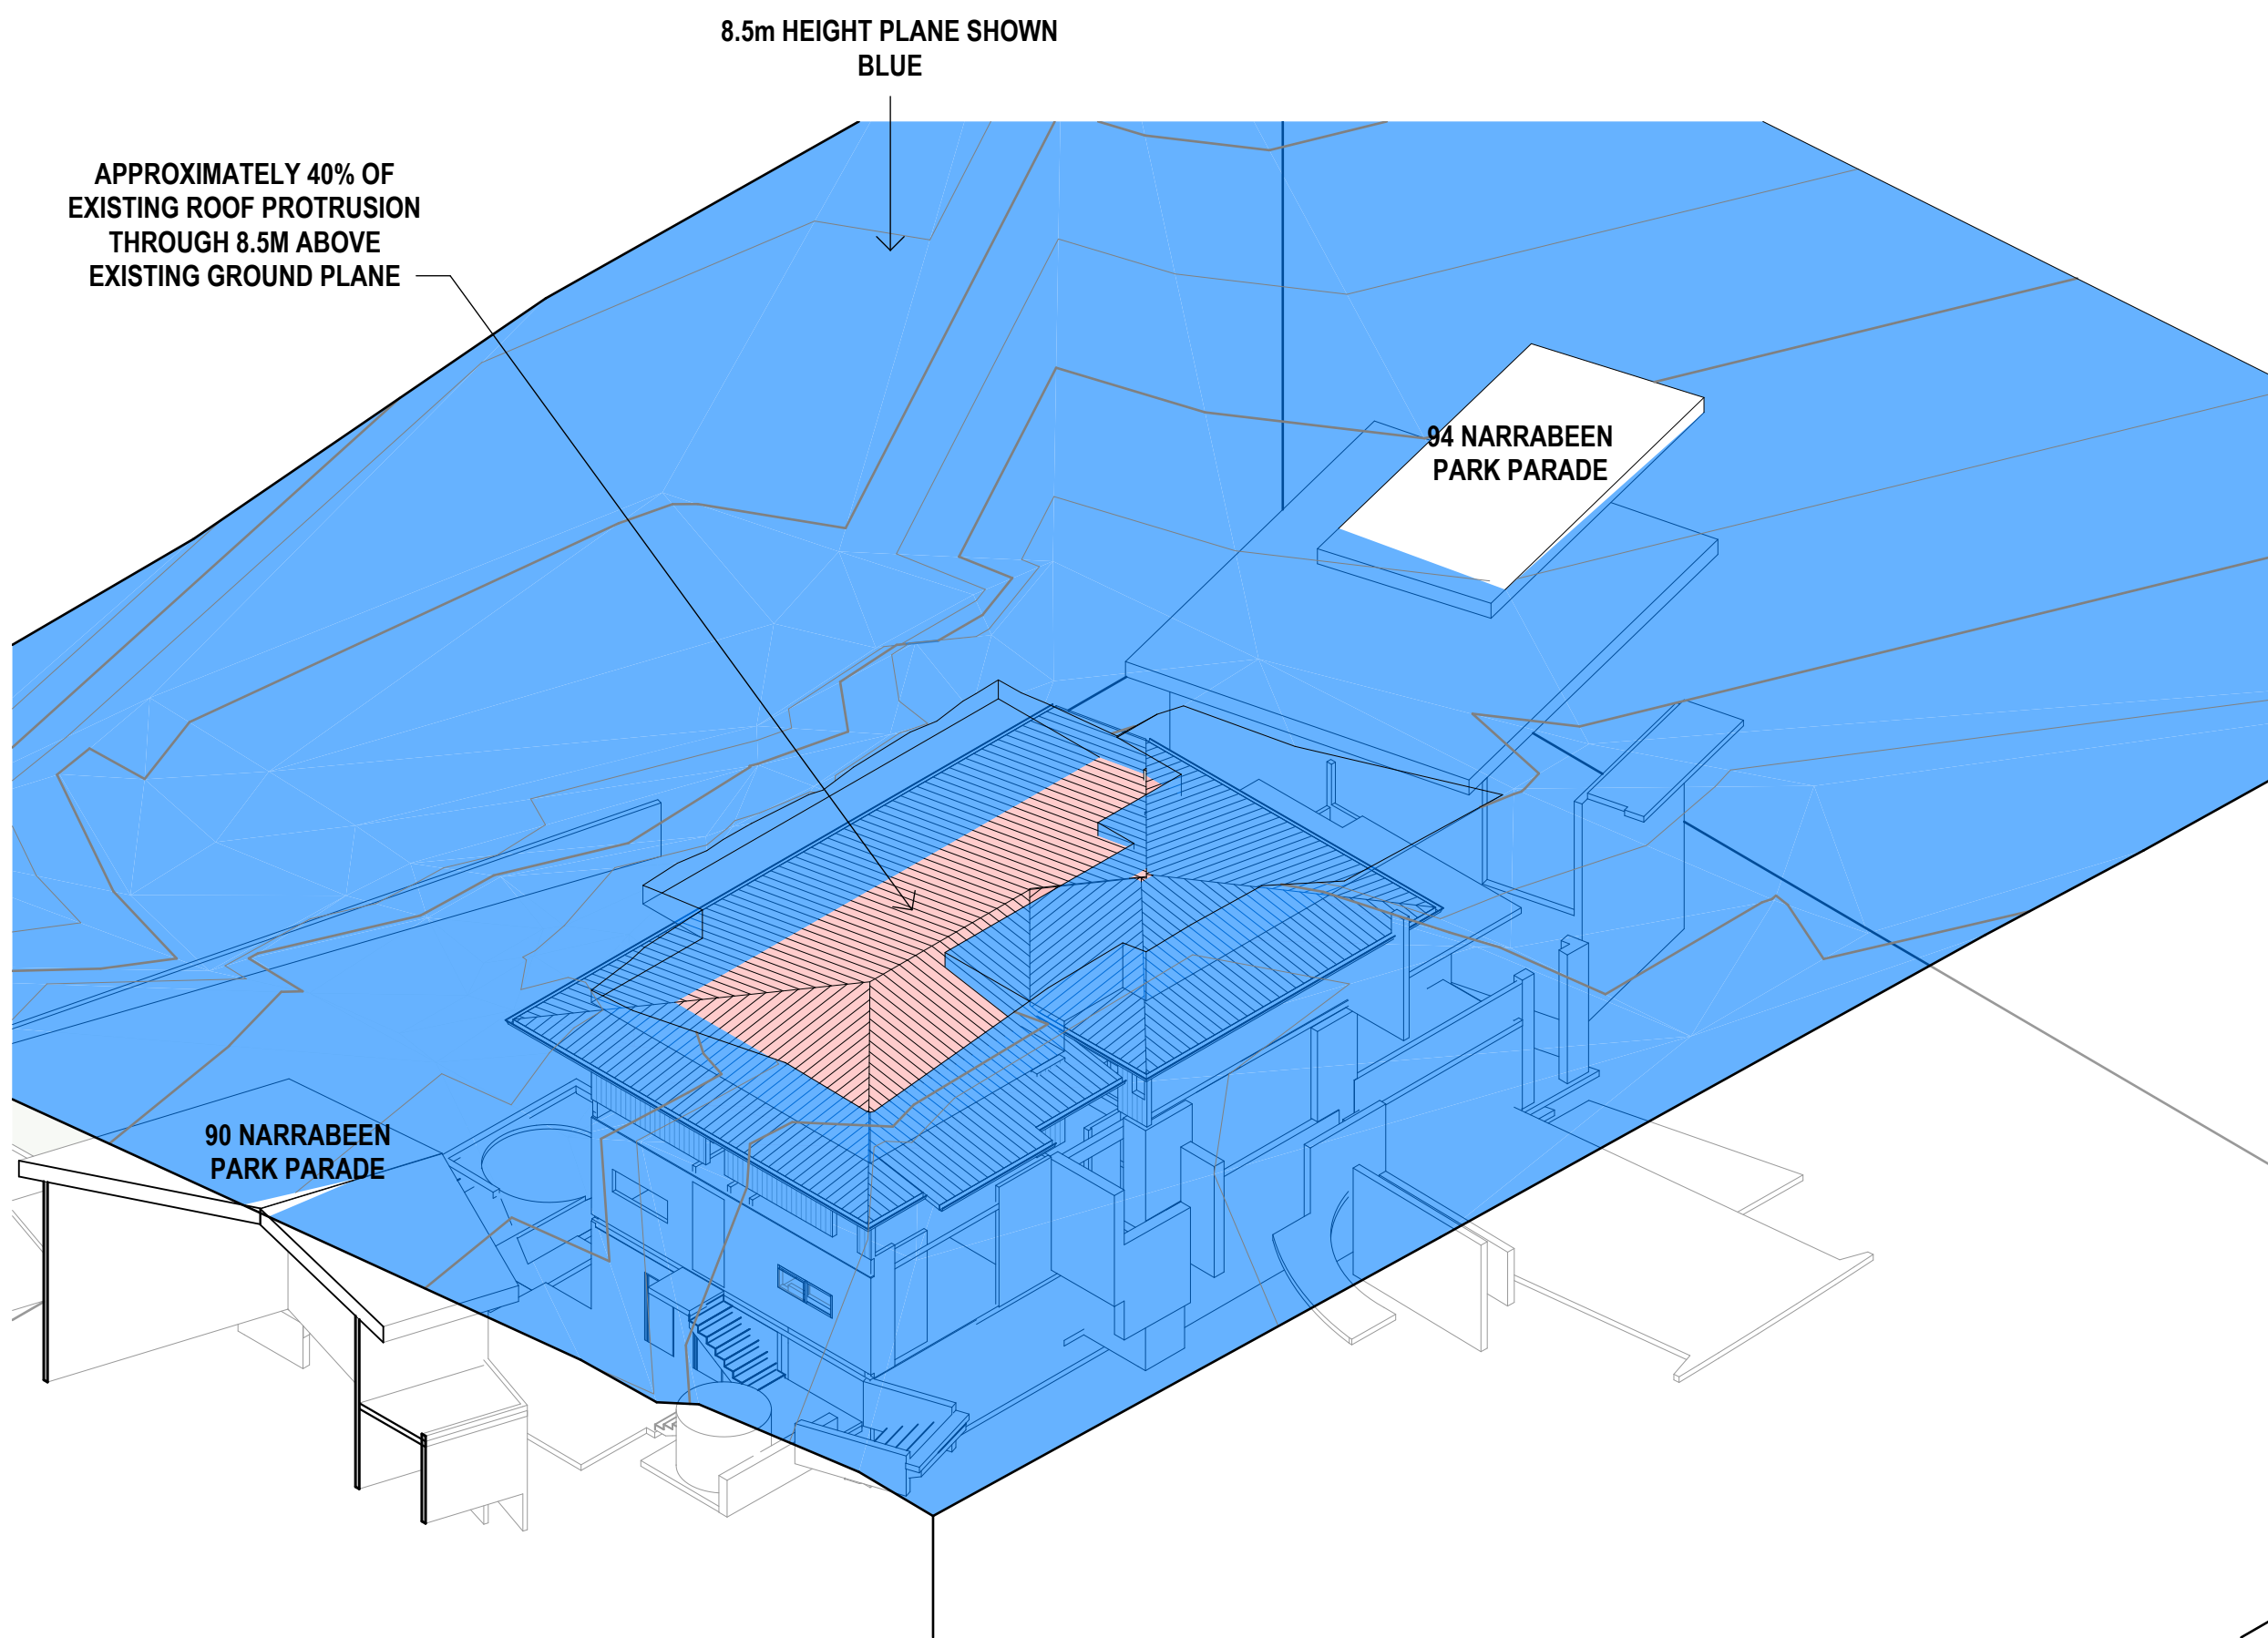 8.5m HEIGHT PLANE SHOWN
BLUE
APPROXIMATELY 40% OF
EXISTING ROOF PROTRUSION
THROUGH 8.5M ABOVE
EXISTING GROUND PLANE
94 NARRABEEN
PARK PARADE
90 NARRABEEN
PARK PARADE